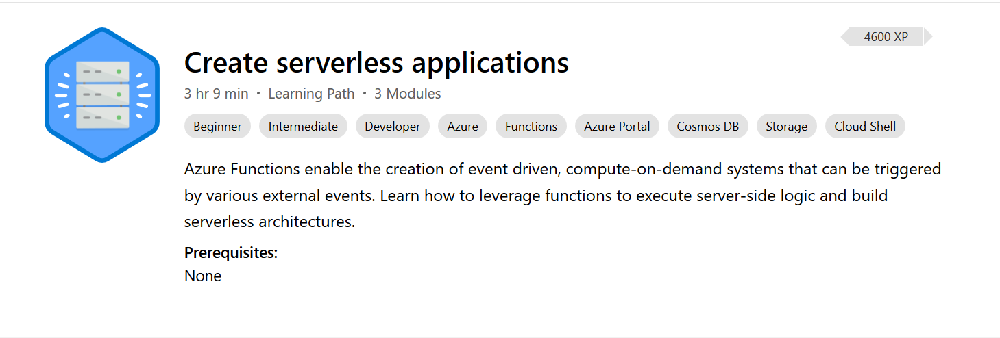 4600 XP
Create serverless applications
3 hr 9 min • Learning Path • 3 Modules
Beginner Intermediate Developer Azure Functions Azure Portal Cosmos DB Storage Cloud Shell
Azure Functions enable the creation of event driven, compute-on-demand systems that can be triggered
by various external events. Learn how to leverage functions to execute server-side logic and build
serverless architectures.
Prerequisites:
None